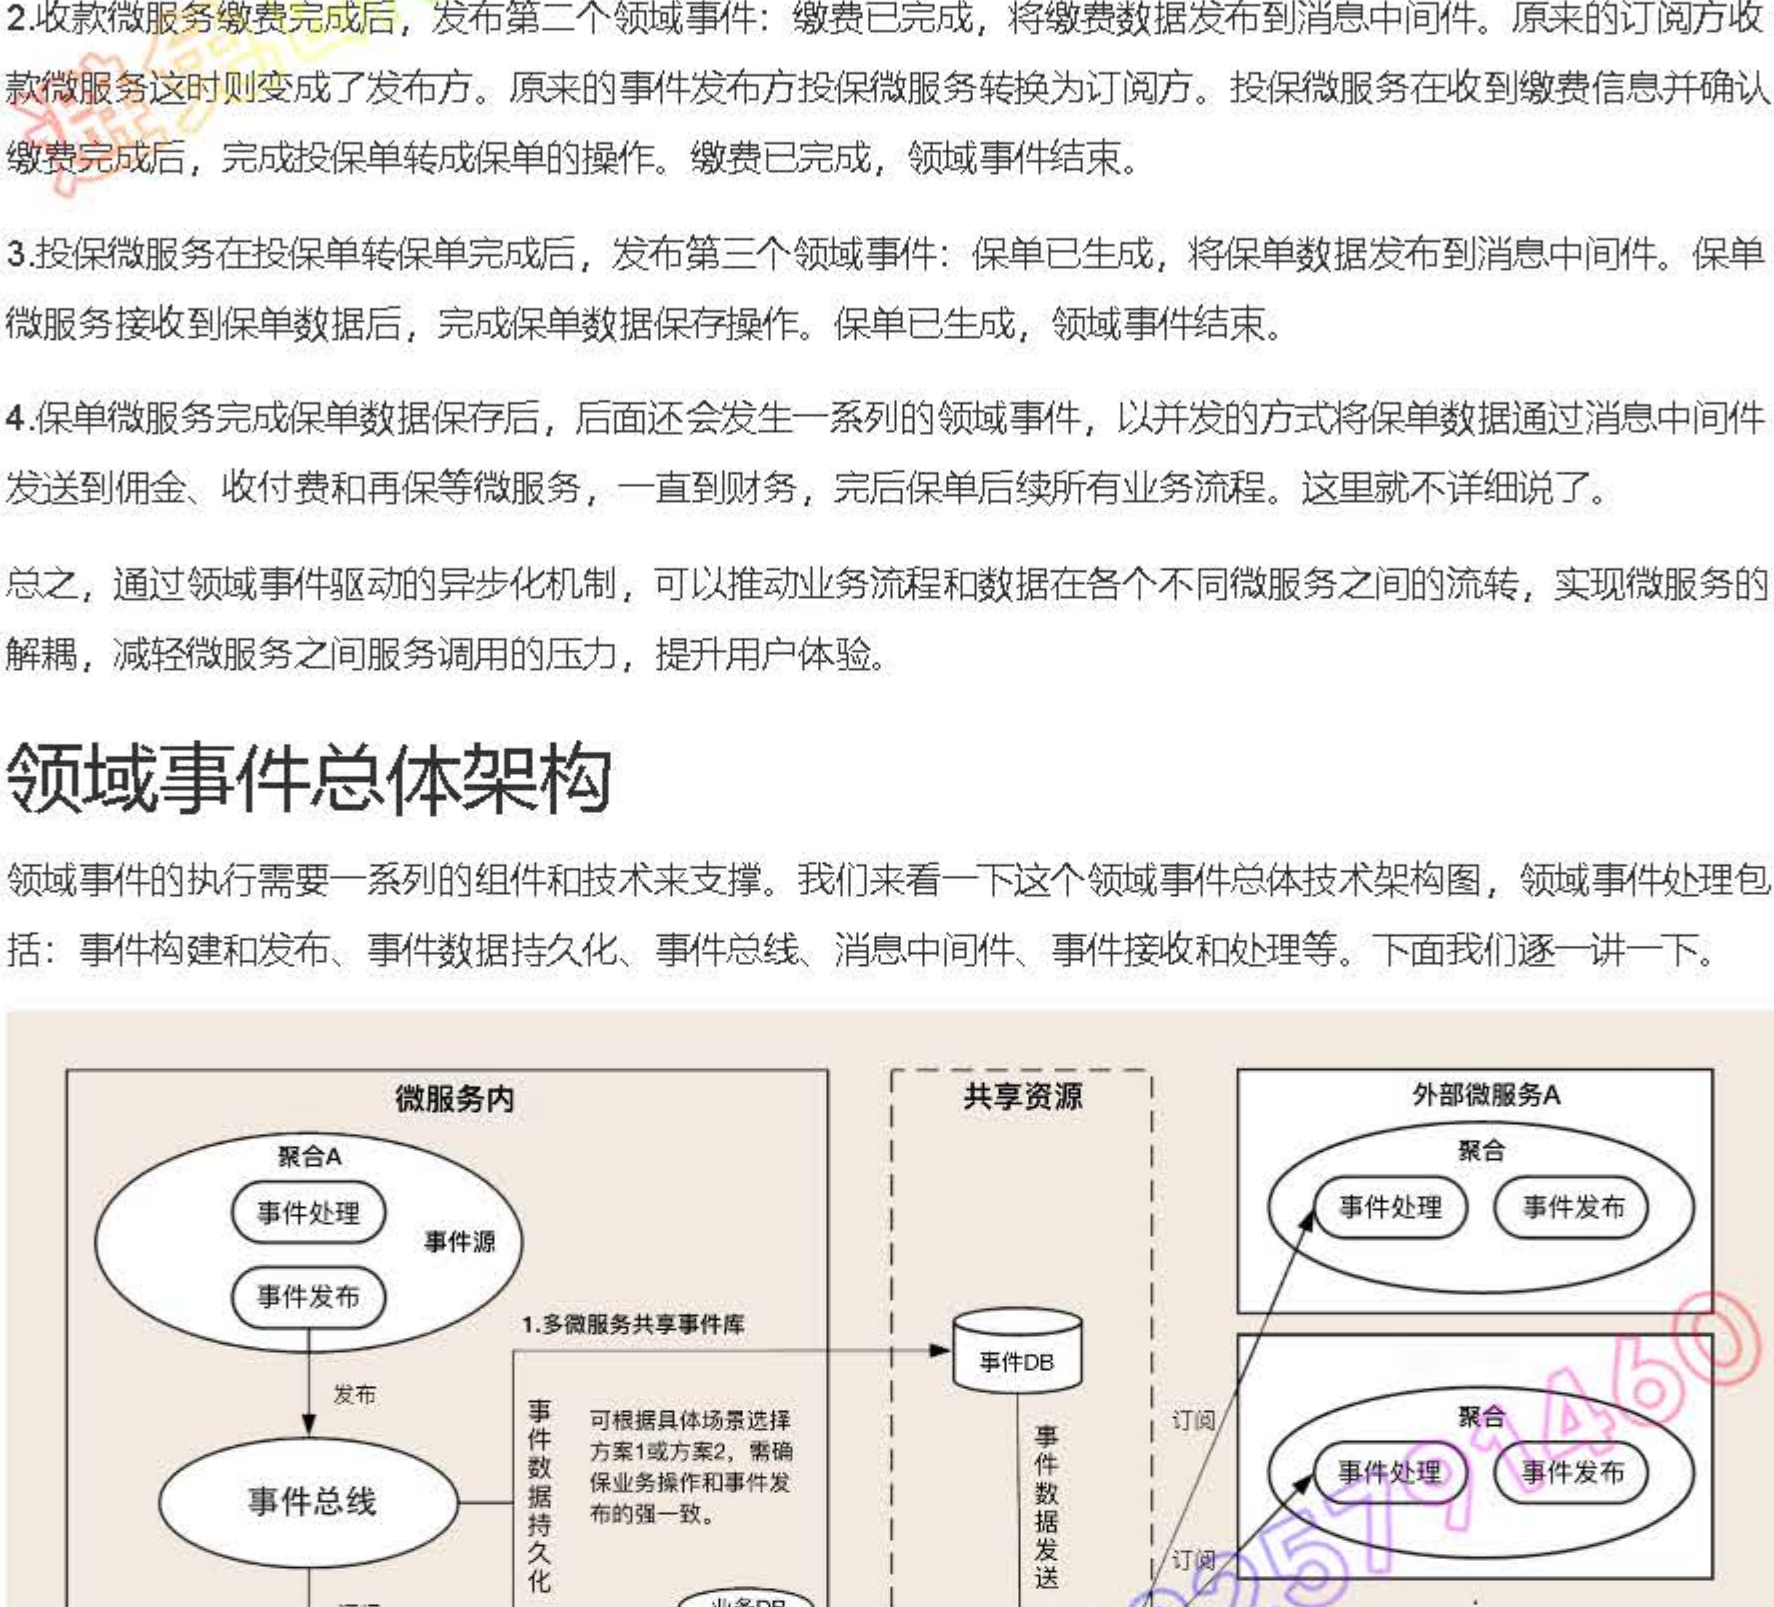 2.收款微服务缴费完成后，发布第二个领域事件：缴费已完成，将缴费数据发布到消息中间件。原来的订阅方收
款微服务这时则变成了发布方。原来的事件发布方投保微服务转换为订阅方。投保微服务在收到缴费信息并确认
缴费完成后，完成投保单转成保单的操作。缴费已完成，领域事件结束。
3.投保微服务在投保单转保单完成后，发布第三个领域事件：保单已生成，将保单数据发布到消息中间件。保单
微服务接收到保单数据后，完成保单数据保存操作。保单已生成，领域事件结束。
4.保单微服务完成保单数据保存后，后面还会发生一系列的领域事件，以并发的方式将保单数据通过消息中间件
发送到佣金、收付费和再保等微服务，一直到财务，完后保单后续所有业务流程。这里就不详细说了。
总之，通过领域事件驱动的异步化机制，可以推动业务流程和数据在各个不同微服务之间的流转，实现微服务的
解耦，减轻微服务之间服务调用的压力，提升用户体验。
领域事件总体架构
领域事件的执行需要一系列的组件和技术来支撑。我们来看一下这个领域事件总体技术架构图，领域事件处理包
括：事件构建和发布、事件数据持久化、事件总线、消息中间件、事件接收和处理等。下面我们逐一讲一下。
微服务内
聚合A
事件处理
事件源
事件发布
发布
事件总线
1.多微服务共享事件库
事件数据持久化
可根据具体场景选择
方案1或方案2，需确
保业务操作和事件发
布的强一致。
业务DB
共享资源
事件DB
事件数据发送
订阅
订阅
外部微服务A
聚合
事件处理
事件发布
聚合
事件处理
事件发布
25791460